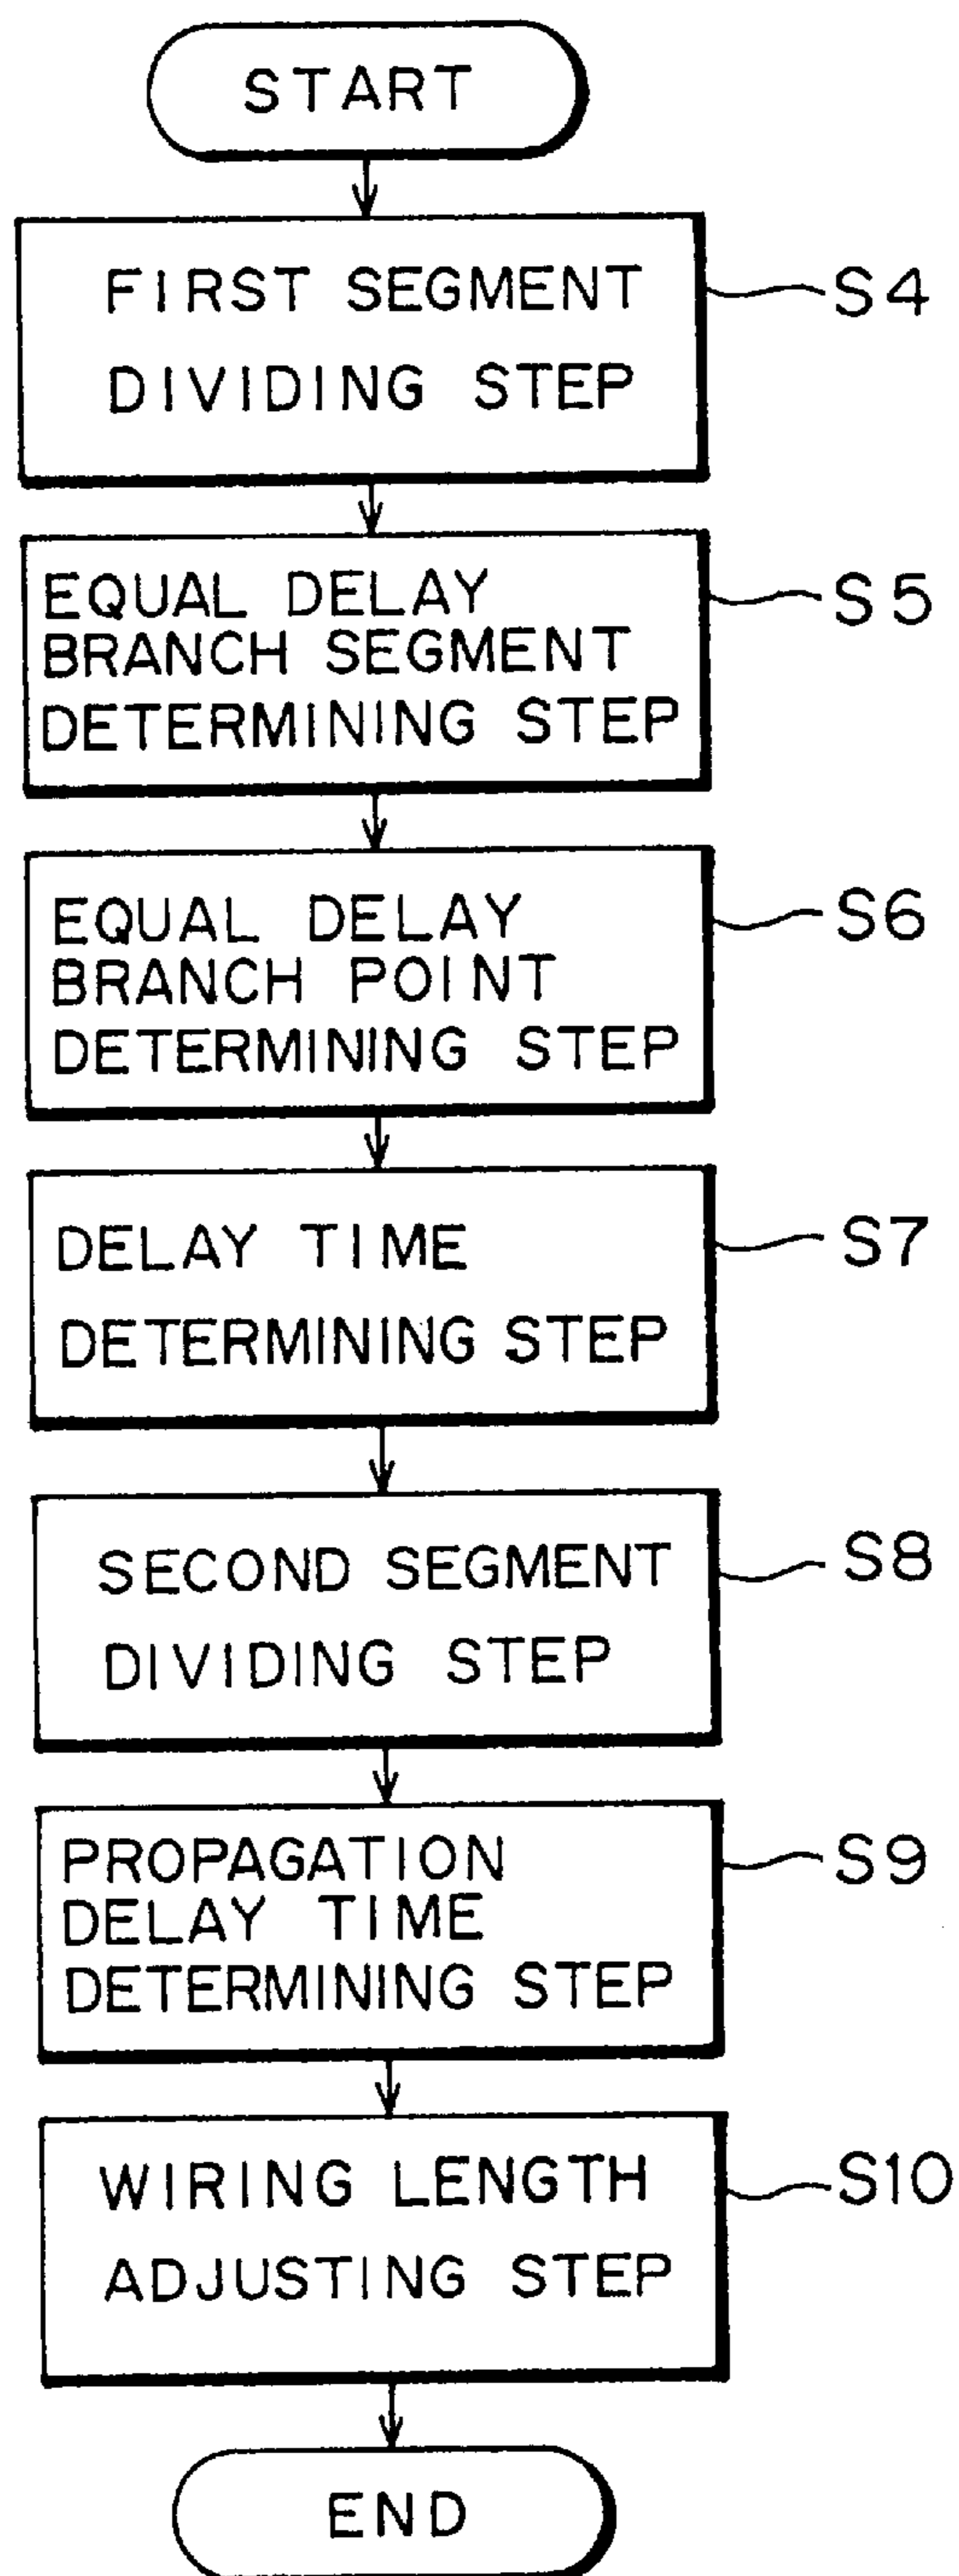 START
FIRST SEGMENT
DIVIDING STEP
S4
EQUAL DELAY
BRANCH SEGMENT
DETERMINING STEP
S5
EQUAL DELAY
BRANCH POINT
DETERMINING STEP
S6
DELAY TIME
DETERMINING STEP
S7
SECOND SEGMENT
DIVIDING STEP
S8
PROPAGATION
DELAY TIME
DETERMINING STEP
S9
WIRING LENGTH
ADJUSTING STEP
S10
END